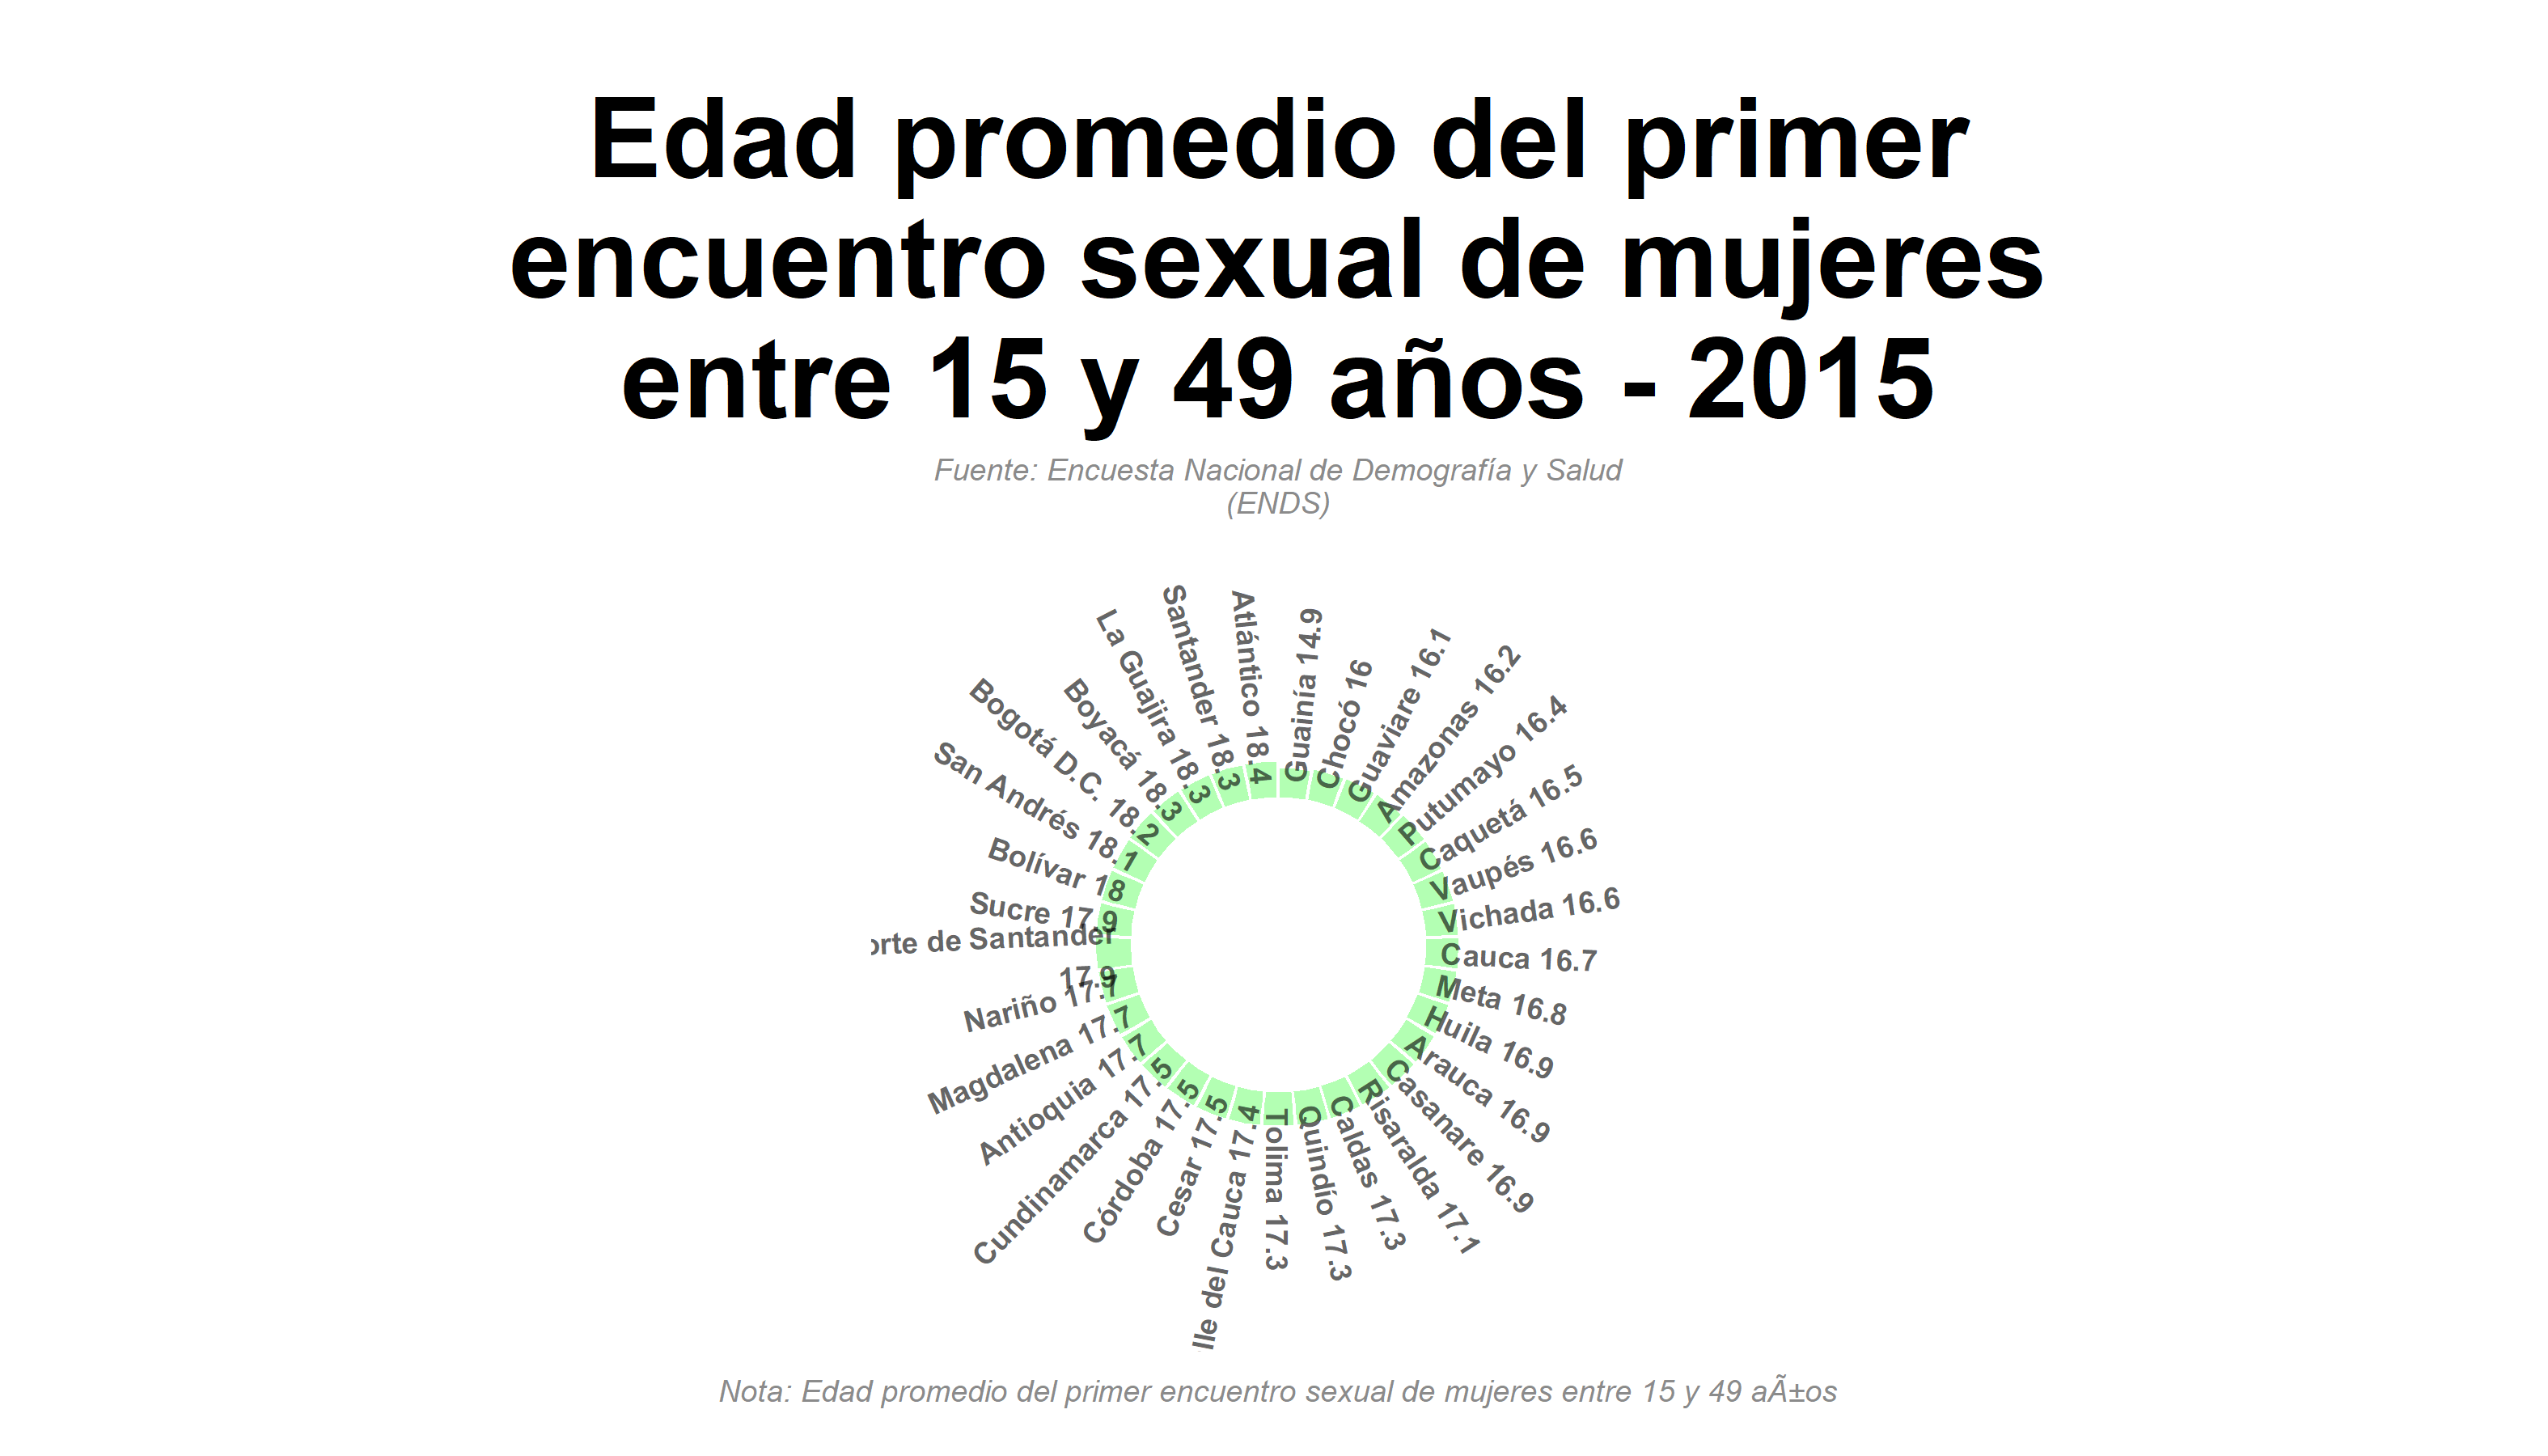 Edad promedio del primer
encuentro sexual de mujeres
entre 15 y 49 años - 2015
Fuente: Encuesta Nacional de Demografía y Salud
(ENDS)
Guainía 14.9
Chocó 16
Guaviare 16.1
Amazonas 16.2
Putumayo 16.4
Caquetá 16.5
Vaupés 16.6
Vichada 16.6
Cauca 16.7
Meta 16.8
Huila 16.9
Arauca 16.9
Casanare 16.9
Risaralda 17.1
Caldas 17.3
Quindío 17.3
Tolima 17.3
lle del Cauca 17.4
Cesar 17.5
Córdoba 17.5
Cundinamarca 17.5
Antioquia 17.7
Magdalena 17.7
Nariño 17.7
orte de Santander
17.9
Sucre 17.9
Bolívar 18
San Andrés 18.1
Bogotá D.C. 18.2
Boyacá 18.3
La Guajira 18.3
Santander 18.3
Atlántico 18.4
Nota: Edad promedio del primer encuentro sexual de mujeres entre 15 y 49 aÃ±os